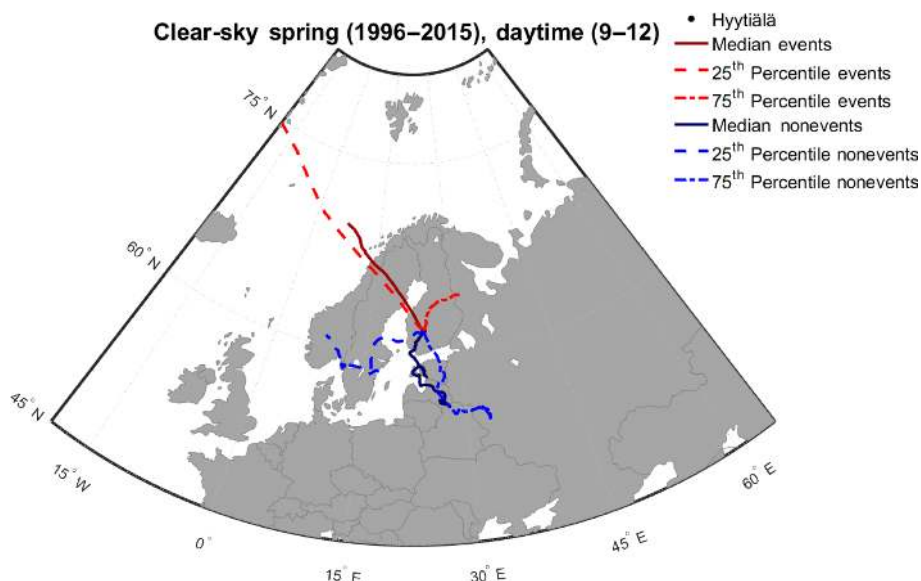 Clear-sky spring (1996–2015), daytime (9–12)
Hyytiälä
Median events
25th Percentile events
75th Percentile events
Median nonevents
25th Percentile nonevents
75th Percentile nonevents
75°N
60°N
45°N
15°W
0°
15°E
30°E
45°E
60°E